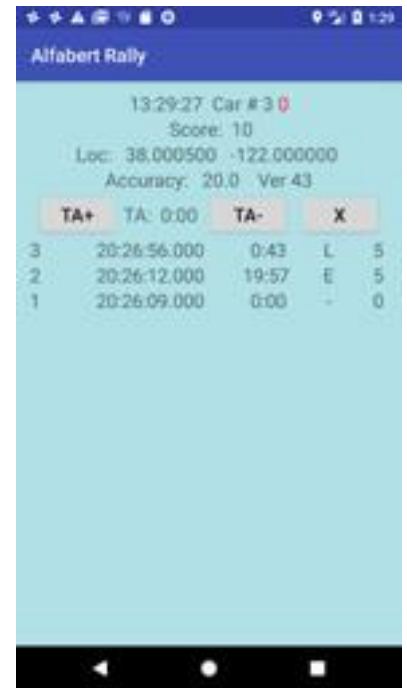 1:29
Alfabert Rally
13:29:27 Car # 3 0
Score: 10
Loc: 38.000500 -122.000000
Accuracy: 20.0 Ver 43
TA+ TA: 0:00 TA- X
3 20:26:56.000 0:43 L 5
2 20:26:12.000 19:57 E 5
1 20:26:09.000 0:00 - 0